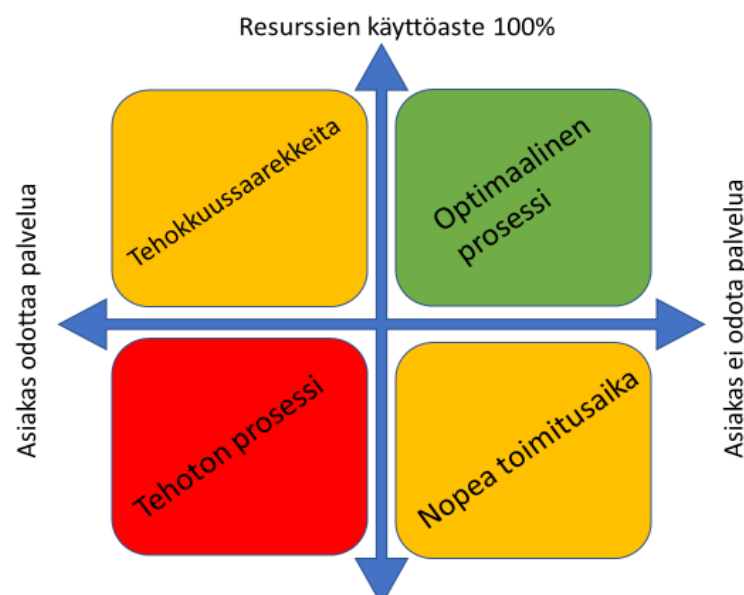 Resurssien käyttöaste 100%
Tehokkuussaarekkeita
Optimaalinen
prosessi
Asiakas odottaa palvelua
Asiakas ei odota palvelua
Tehoton prosessi
Nopea toimitusaika